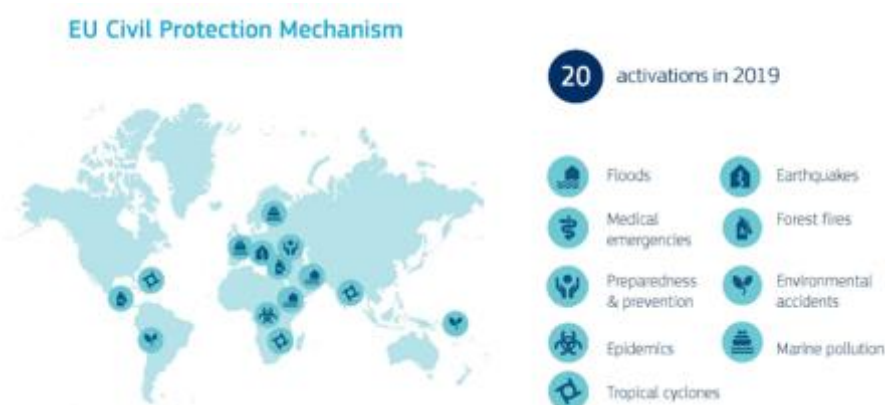 EU Civil Protection Mechanism
20 activations in 2019
Floods
Earthquakes
Medical
emergencies
Forest fires
Preparedness
& prevention
Environmental
accidents
Epidemics
Marine pollution
Tropical cyclones